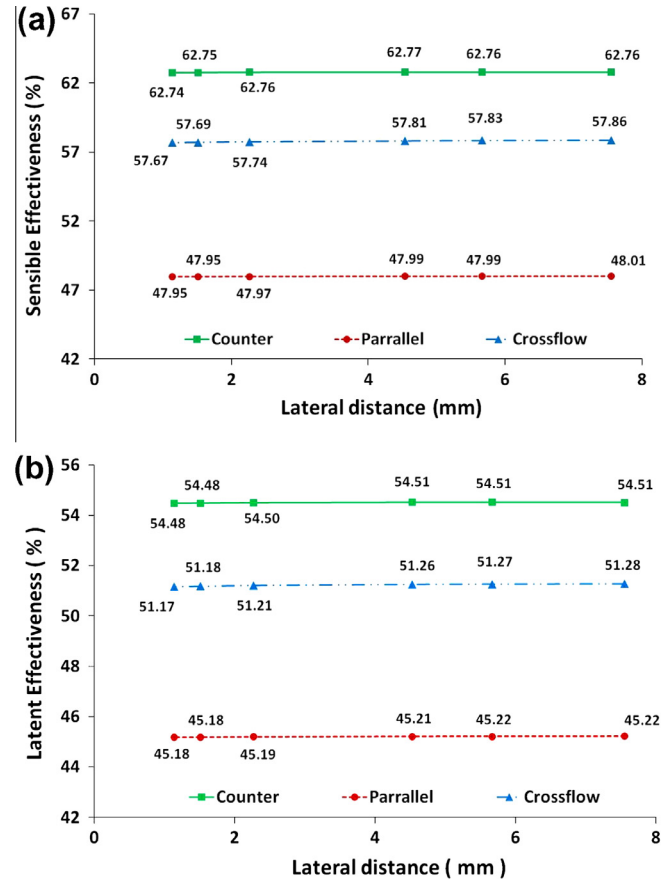 (a)
67
62
57
52
47
42
Sensible Effectiveness (%)
62.75 62.77 62.76 62.76
62.74 62.76
57.69 57.81 57.83 57.86
57.67 57.74
47.95 47.99 47.99 48.01
47.95 47.97
Counter Parrallel Crossflow
0 2 4 6 8
Lateral distance (mm)
(b)
56
54
52
50
48
46
44
42
Latent Effectiveness ( % )
54.48 54.51 54.51 54.51
54.48 54.50
51.18 51.26 51.27 51.28
51.17 51.21
45.18 45.21 45.22 45.22
45.18 45.19
Counter Parrallel Crossflow
0 2 4 6 8
Lateral distance ( mm )